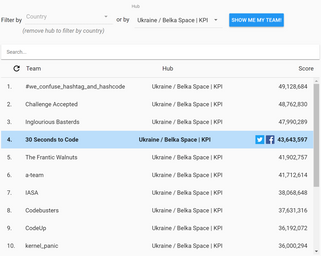 Hub
Filter by Country or by Ukraine / Belka Space | KPI SHOW ME MY TEAM!
(remove hub to filter by country)
Search...
Team Hub Score
1. #we_confuse_hashtag_and_hashcode Ukraine / Belka Space | KPI 49,128,684
2. Challenge Accepted Ukraine / Belka Space | KPI 48,762,830
3. Inglourious Basterds Ukraine / Belka Space | KPI 47,990,289
4. 30 Seconds to Code Ukraine / Belka Space | KPI 43,643,597
5. The Frantic Walnuts Ukraine / Belka Space | KPI 41,902,757
6. a-team Ukraine / Belka Space | KPI 41,712,614
7. IASA Ukraine / Belka Space | KPI 38,068,648
8. Codebusters Ukraine / Belka Space | KPI 37,631,316
9. CodeUp Ukraine / Belka Space | KPI 36,192,072
10. kernel_panic Ukraine / Belka Space | KPI 36,000,294